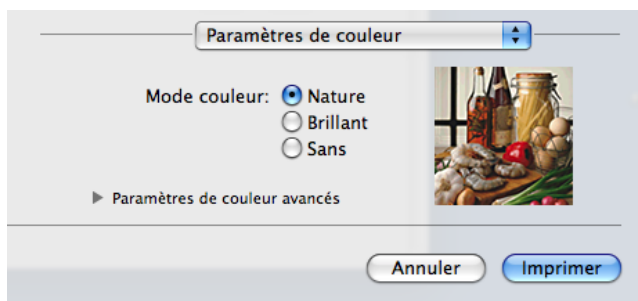 Paramètres de couleur
Mode couleur: Nature
Brillant
Sans
Paramètres de couleur avancés
Annuler Imprimer